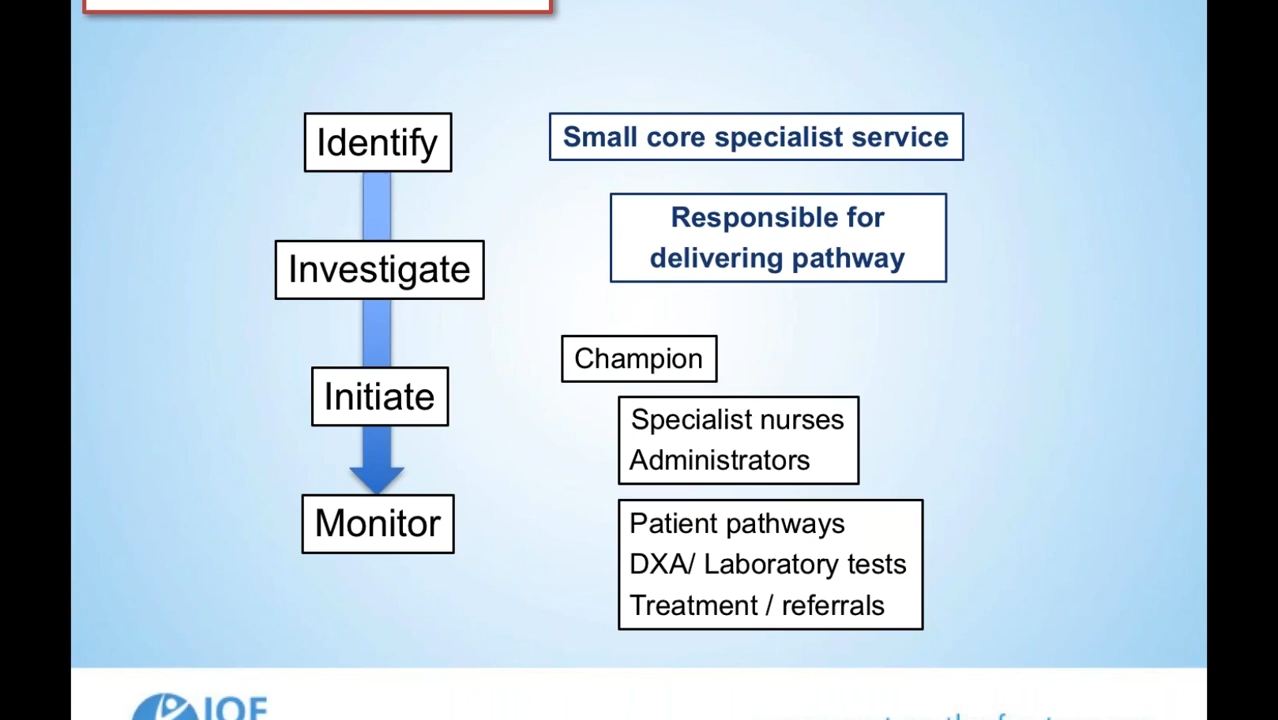 Identify
Investigate
Initiate
Monitor
Small core specialist service
Responsible for
delivering pathway
Champion
Specialist nurses
Administrators
Patient pathways
DXA/ Laboratory tests
Treatment / referrals
IOF